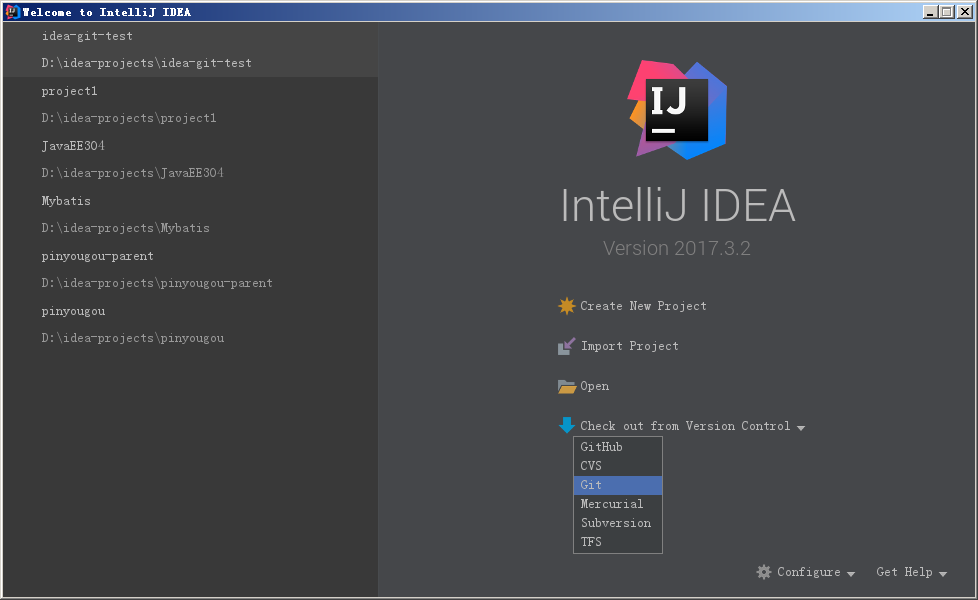 Welcome to IntelliJ IDEA
idea-git-test
D:\idea-projects\idea-git-test
project1
D:\idea-projects\project1
JavaEE304
D:\idea-projects\JavaEE304
Mybatis
D:\idea-projects\Mybatis
pinyougou-parent
D:\idea-projects\pinyougou-parent
pinyougou
D:\idea-projects\pinyougou
IJ
IntelliJ IDEA
Version 2017.3.2
Create New Project
Import Project
Open
Check out from Version Control
GitHub
CVS
Git
Mercurial
Subversion
TFS
Configure Get Help